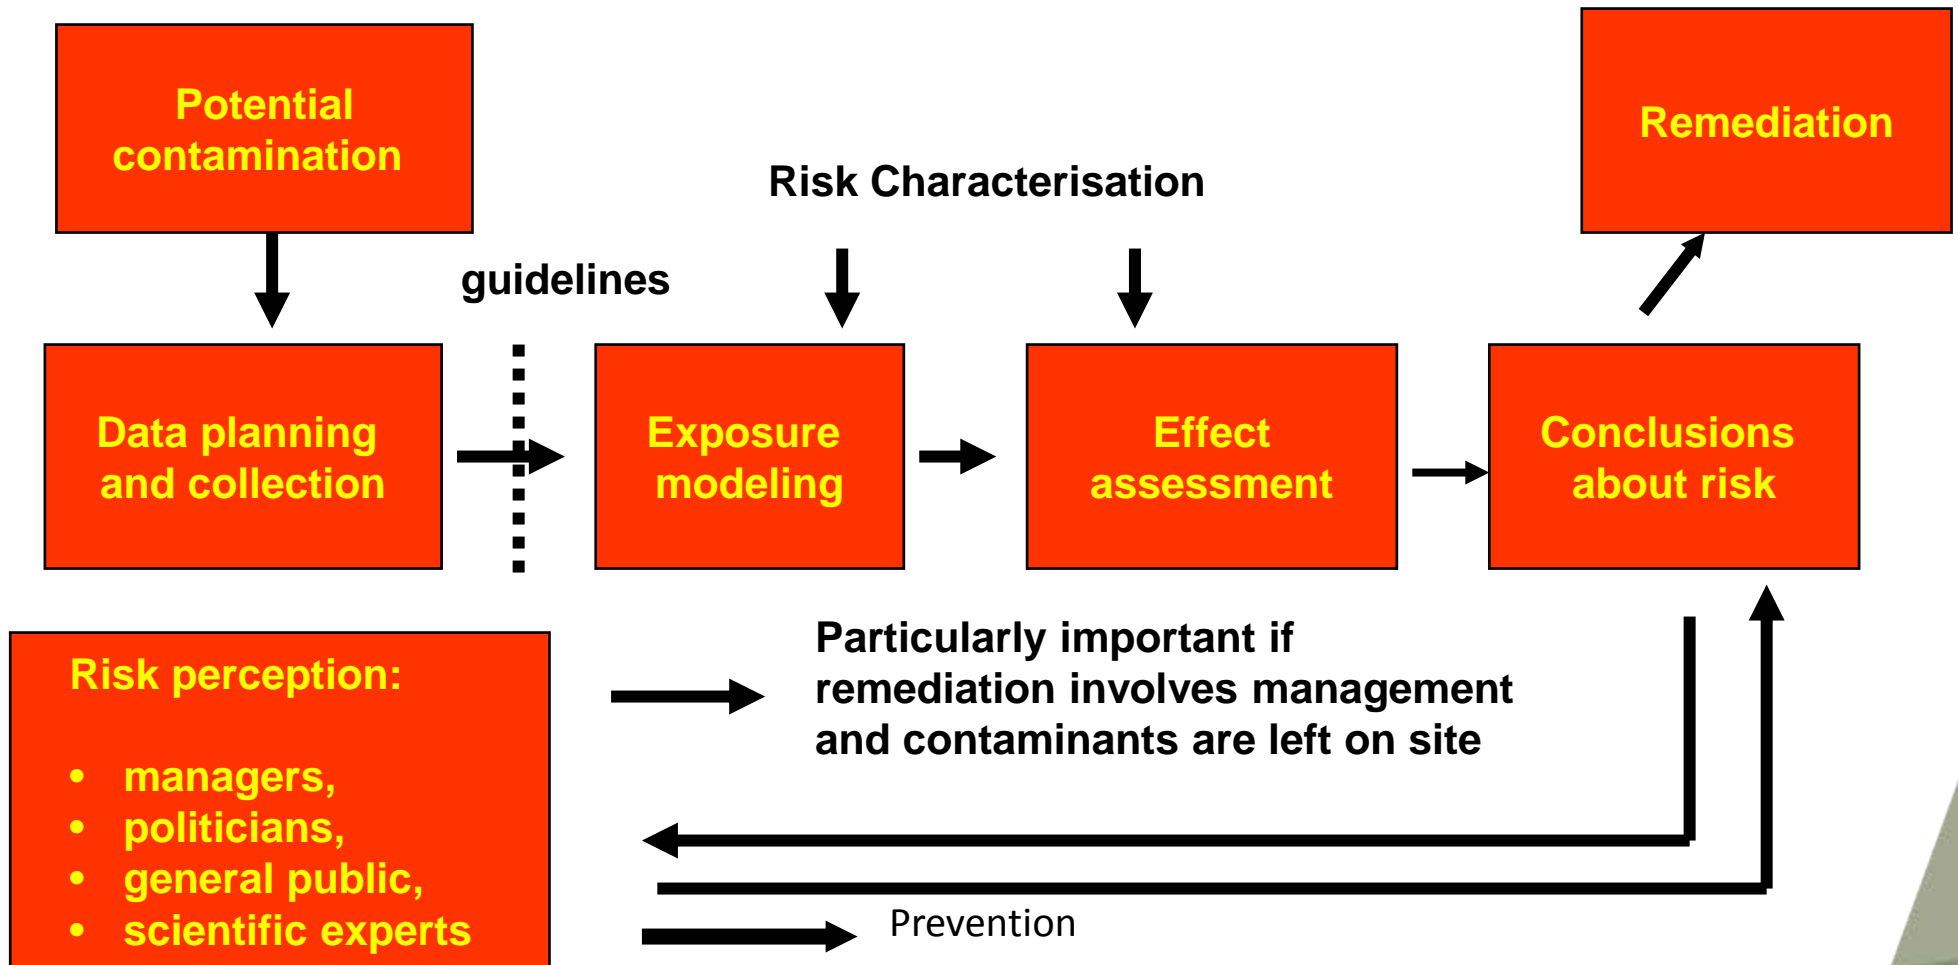 Potential
contamination
Remediation
Risk Characterisation
guidelines
Data planning
and collection
Exposure
modeling
Effect
assessment
Conclusions
about risk
Risk perception:
• managers,
• politicians,
• general public,
• scientific experts
Particularly important if
remediation involves management
and contaminants are left on site
Prevention